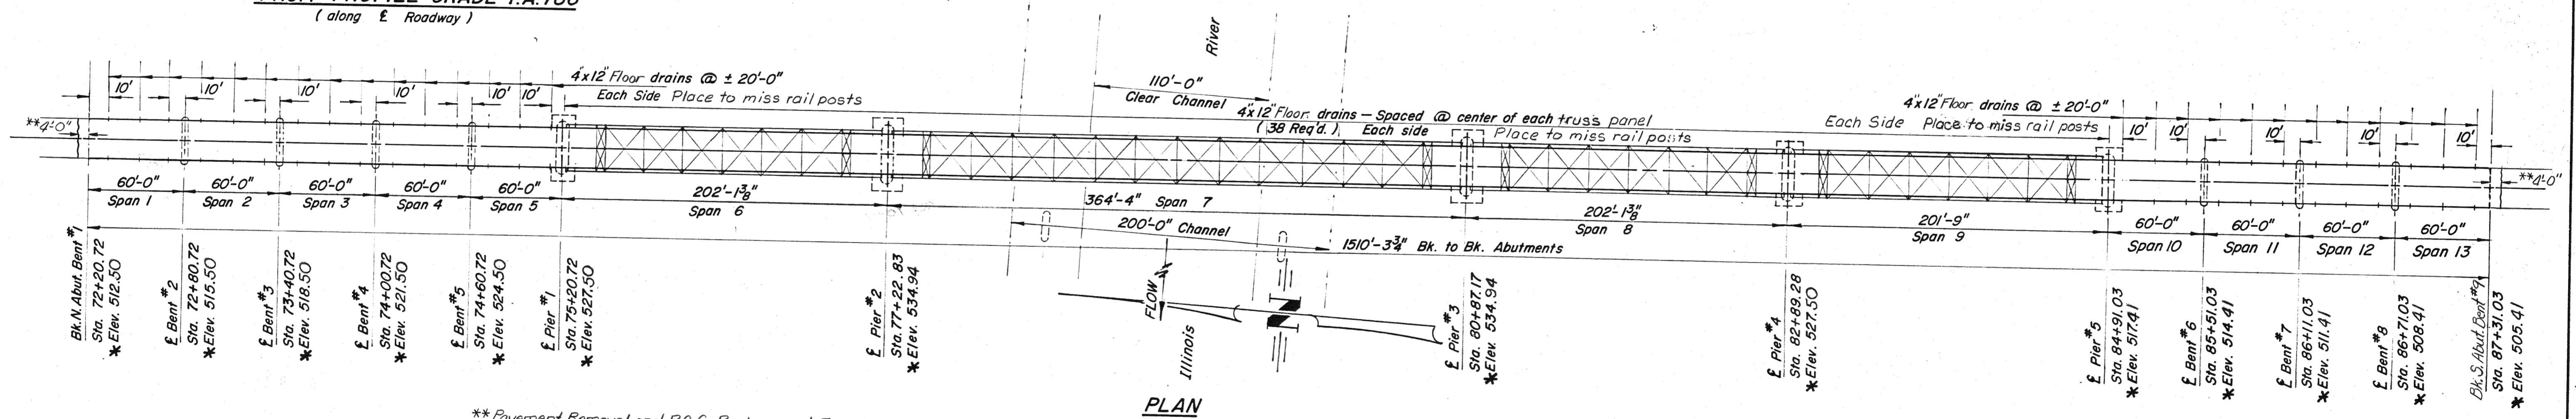 FROM PROFILE GRADE F.A.766
( along ⅊ Roadway )
River
4"x12" Floor drains @ ± 20'-0"
Each Side Place to miss rail posts
110'-0"
Clear Channel
4"x12" Floor drains — Spaced @ center of each truss panel
( 38 Req'd. ) Each side
Place to miss rail posts
4"x12" Floor drains @ ± 20'-0"
Each Side Place to miss rail posts
10' 10' 10' 10' 10' 10'
10' 10' 10' 10' 10'
**4'-0"
**4'-0"
60'-0"
Span 1
60'-0"
Span 2
60'-0"
Span 3
60'-0"
Span 4
60'-0"
Span 5
202'-1⅜"
Span 6
364'-4" Span 7
202'-1⅜"
Span 8
201'-9"
Span 9
60'-0"
Span 10
60'-0"
Span 11
60'-0"
Span 12
60'-0"
Span 13
200'-0" Channel
1510'-3¾" Bk. to Bk. Abutments
Bk. N. Abut. Bent #1
Sta. 72+20.72
* Elev. 512.50
℄ Bent #2
Sta. 72+80.72
* Elev. 515.50
℄ Bent #3
Sta. 73+40.72
* Elev. 518.50
℄ Bent #4
Sta. 74+00.72
* Elev. 521.50
℄ Bent #5
Sta. 74+60.72
* Elev. 524.50
℄ Pier #1
Sta. 75+20.72
* Elev. 527.50
℄ Pier #2
Sta. 77+22.83
* Elev. 534.94
FLOW
N
Illinois
℄ Pier #3
Sta. 80+87.17
* Elev. 534.94
℄ Pier #4
Sta. 82+89.28
* Elev. 527.50
℄ Pier #5
Sta. 84+91.03
* Elev. 517.41
℄ Bent #6
Sta. 85+51.03
* Elev. 514.41
℄ Bent #7
Sta. 86+11.03
* Elev. 511.41
℄ Bent #8
Sta. 86+71.03
* Elev. 508.41
Bk. S. Abut. Bent #9
Sta. 87+31.03
* Elev. 505.41
** Pavement Removal and P.C.C.
PLAN